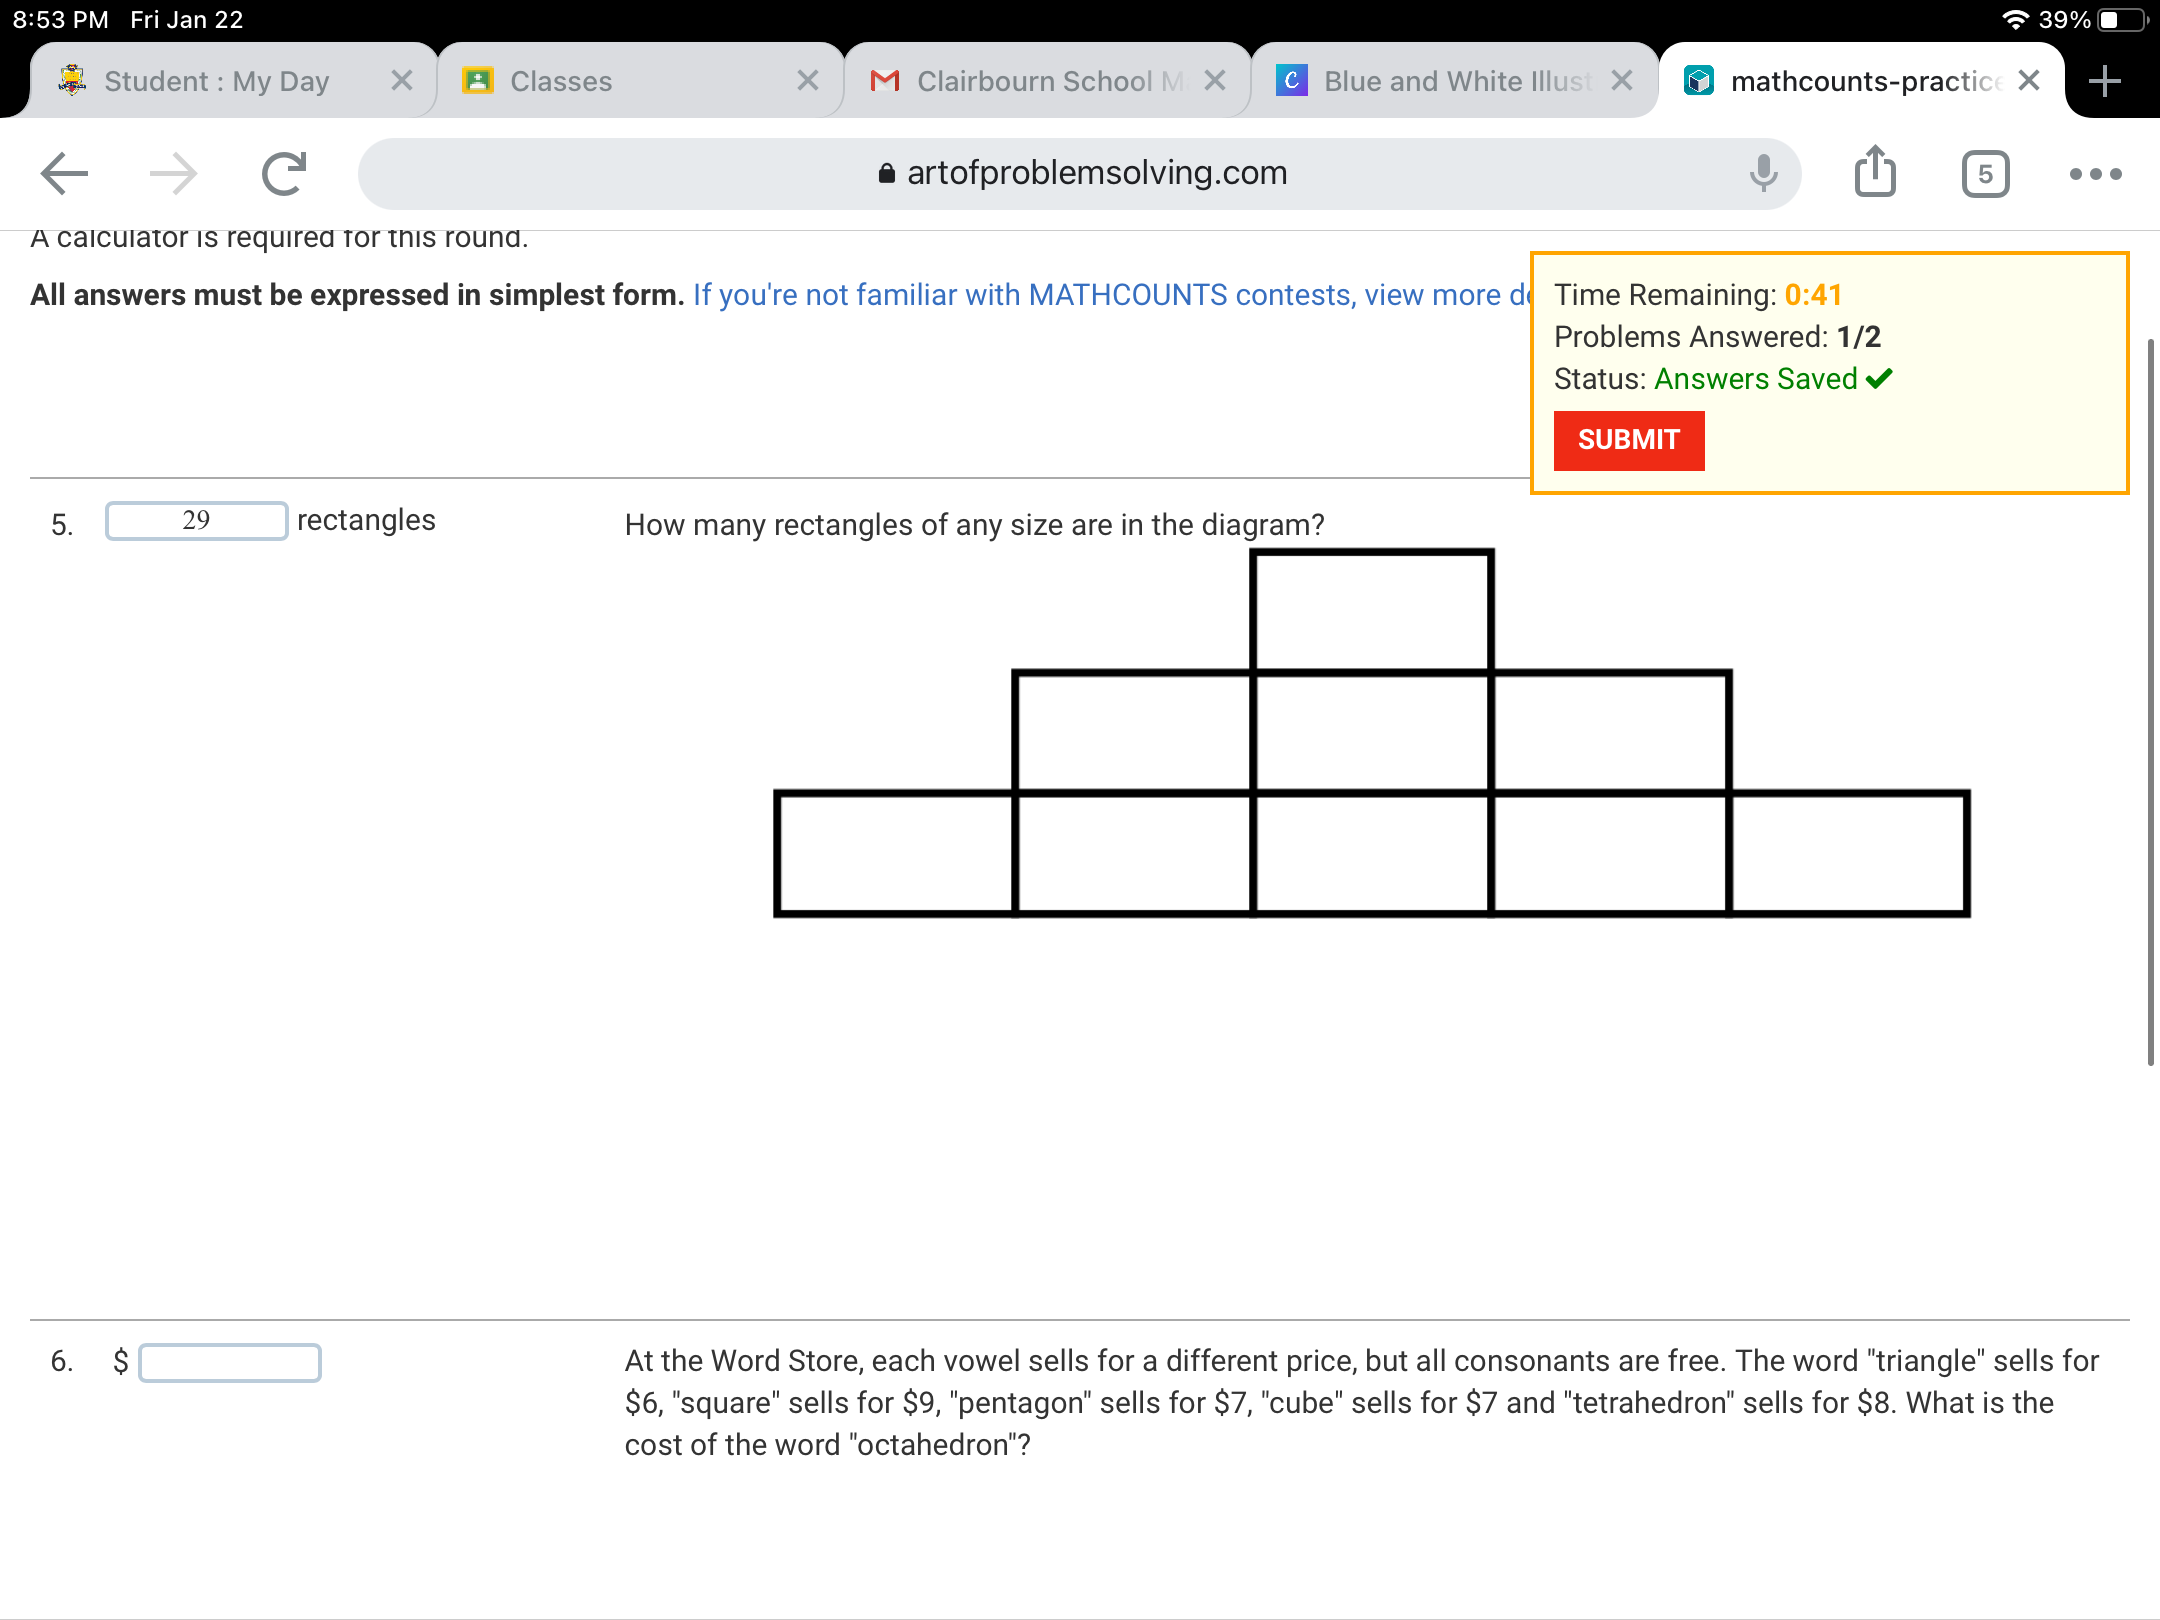 8:53 PM Fri Jan 22
39%
Student : My Day
Classes
Clairbourn School M
Blue and White Illust
mathcounts-practice
artofproblemsolving.com
5
A calculator is required for this round.
All answers must be expressed in simplest form. If you're not familiar with MATHCOUNTS contests, view more de
Time Remaining: 0:41
Problems Answered: 1/2
Status: Answers Saved
SUBMIT
5. 29 rectangles
How many rectangles of any size are in the diagram?
6. $
At the Word Store, each vowel sells for a different price, but all consonants are free. The word "triangle" sells for
$6, "square" sells for $9, "pentagon" sells for $7, "cube" sells for $7 and "tetrahedron" sells for $8. What is the
cost of the word "octahedron"?